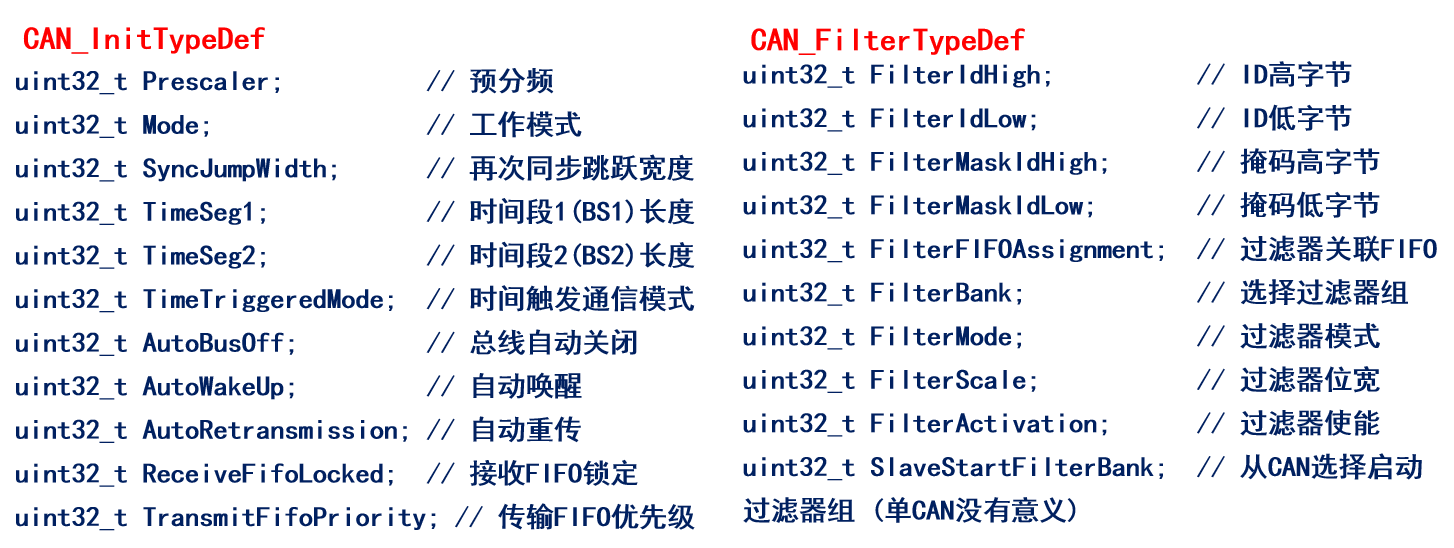 CAN_InitTypeDef
uint32_t Prescaler; // 预分频
uint32_t Mode; // 工作模式
uint32_t SyncJumpWidth; // 再次同步跳跃宽度
uint32_t TimeSeg1; // 时间段1(BS1)长度
uint32_t TimeSeg2; // 时间段2(BS2)长度
uint32_t TimeTriggeredMode; // 时间触发通信模式
uint32_t AutoBusOff; // 总线自动关闭
uint32_t AutoWakeUp; // 自动唤醒
uint32_t AutoRetransmission; // 自动重传
uint32_t ReceiveFifoLocked; // 接收FIFO锁定
uint32_t TransmitFifoPriority; // 传输FIFO优先级
CAN_FilterTypeDef
uint32_t FilterIdHigh; // ID高字节
uint32_t FilterIdLow; // ID低字节
uint32_t FilterMaskIdHigh; // 掩码高字节
uint32_t FilterMaskIdLow; // 掩码低字节
uint32_t FilterFIFOAssignment; // 过滤器关联FIFO
uint32_t FilterBank; // 选择过滤器组
uint32_t FilterMode; // 过滤器模式
uint32_t FilterScale; // 过滤器位宽
uint32_t FilterActivation; // 过滤器使能
uint32_t SlaveStartFilterBank; // 从CAN选择启动
过滤器组 (单CAN没有意义)